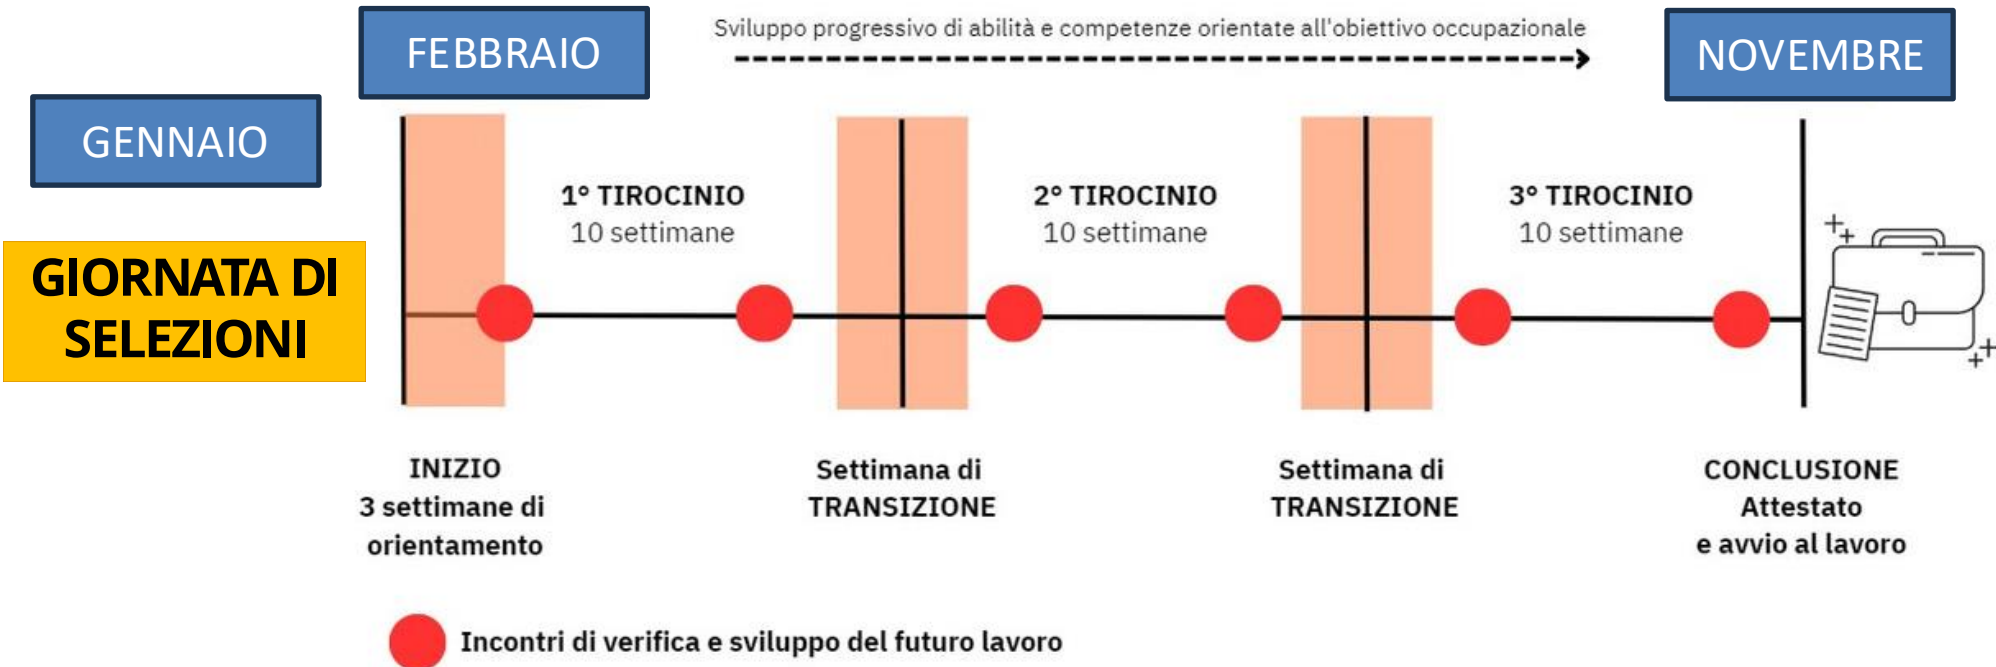 FEBBRAIO
Sviluppo progressivo di abilità e competenze orientate all'obiettivo occupazionale
NOVEMBRE
GENNAIO
1° TIROCINIO
10 settimane
2° TIROCINIO
10 settimane
3° TIROCINIO
10 settimane
GIORNATA DI
SELEZIONI
INIZIO
3 settimane di
orientamento
Settimana di
TRANSIZIONE
Settimana di
TRANSIZIONE
CONCLUSIONE
Attestato
e avvio al lavoro
Incontri di verifica e sviluppo del futuro lavoro